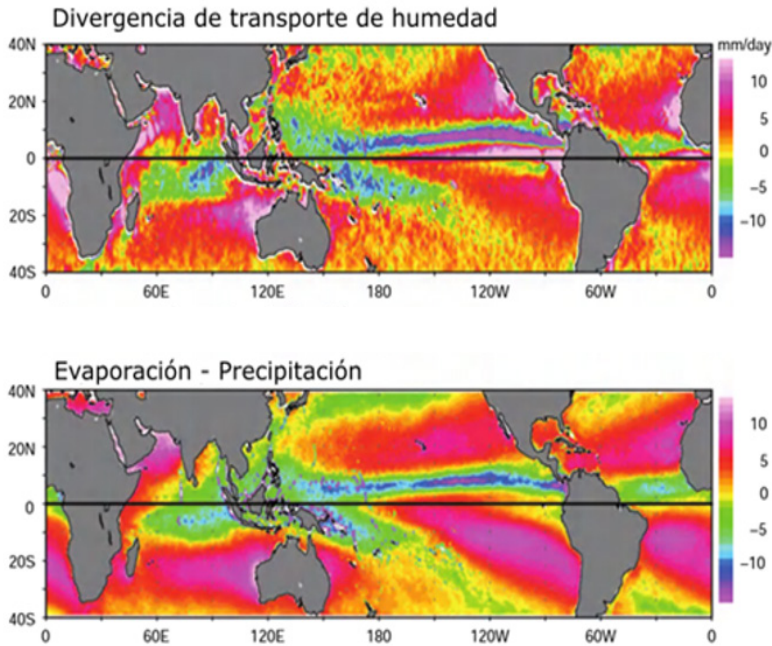 Divergencia de transporte de humedad
40N
20N
0
20S
40S
0 60E 120E 180 120W 60W 0
mm/day
10
5
0
−5
−10
Evaporación - Precipitación
40N
20N
0
20S
40S
0 60E 120E 180 120W 60W 0
10
5
0
−5
−10